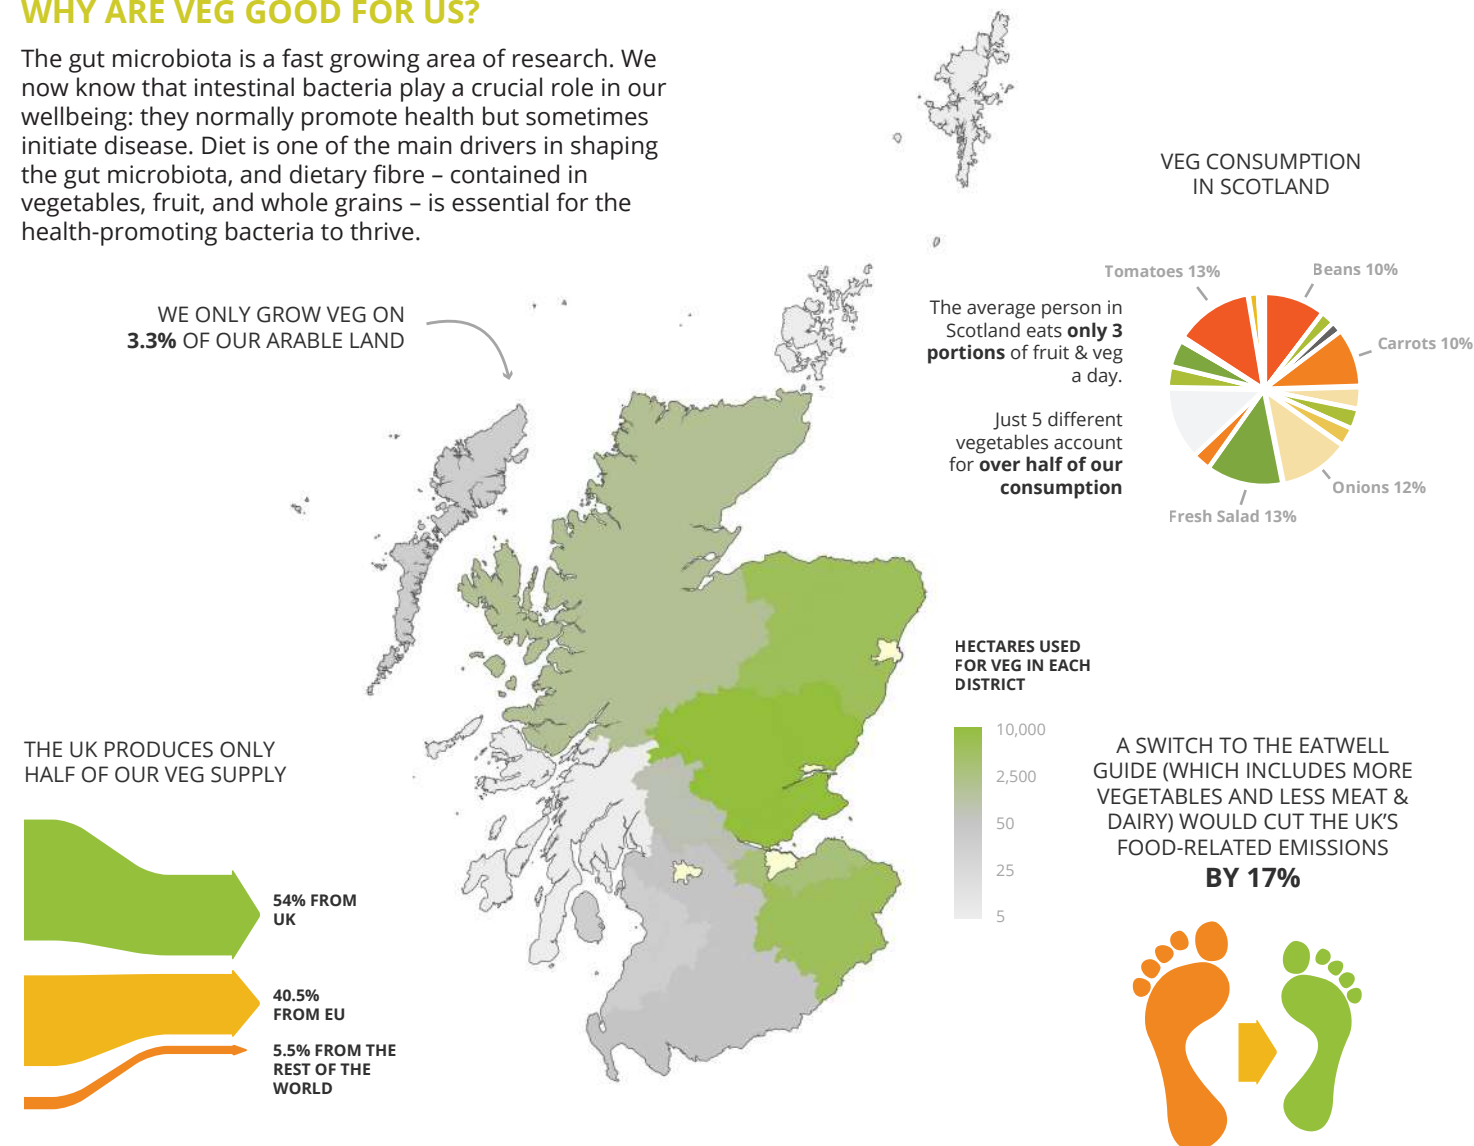 WHY ARE VEG GOOD FOR US?
The gut microbiota is a fast growing area of research. We
now know that intestinal bacteria play a crucial role in our
wellbeing: they normally promote health but sometimes
initiate disease. Diet is one of the main drivers in shaping
the gut microbiota, and dietary fibre – contained in
vegetables, fruit, and whole grains – is essential for the
health-promoting bacteria to thrive.
WE ONLY GROW VEG ON
3.3% OF OUR ARABLE LAND
VEG CONSUMPTION
IN SCOTLAND
The average person in
Scotland eats only 3
portions of fruit & veg
a day.
Just 5 different
vegetables account
for over half of our
consumption
Tomatoes 13%
Beans 10%
Carrots 10%
Onions 12%
Fresh Salad 13%
HECTARES USED
FOR VEG IN EACH
DISTRICT
10,000
2,500
50
25
5
THE UK PRODUCES ONLY
HALF OF OUR VEG SUPPLY
54% FROM
UK
40.5%
FROM EU
5.5% FROM THE
REST OF THE
WORLD
A SWITCH TO THE EATWELL
GUIDE (WHICH INCLUDES MORE
VEGETABLES AND LESS MEAT &
DAIRY) WOULD CUT THE UK’S
FOOD-RELATED EMISSIONS
BY 17%